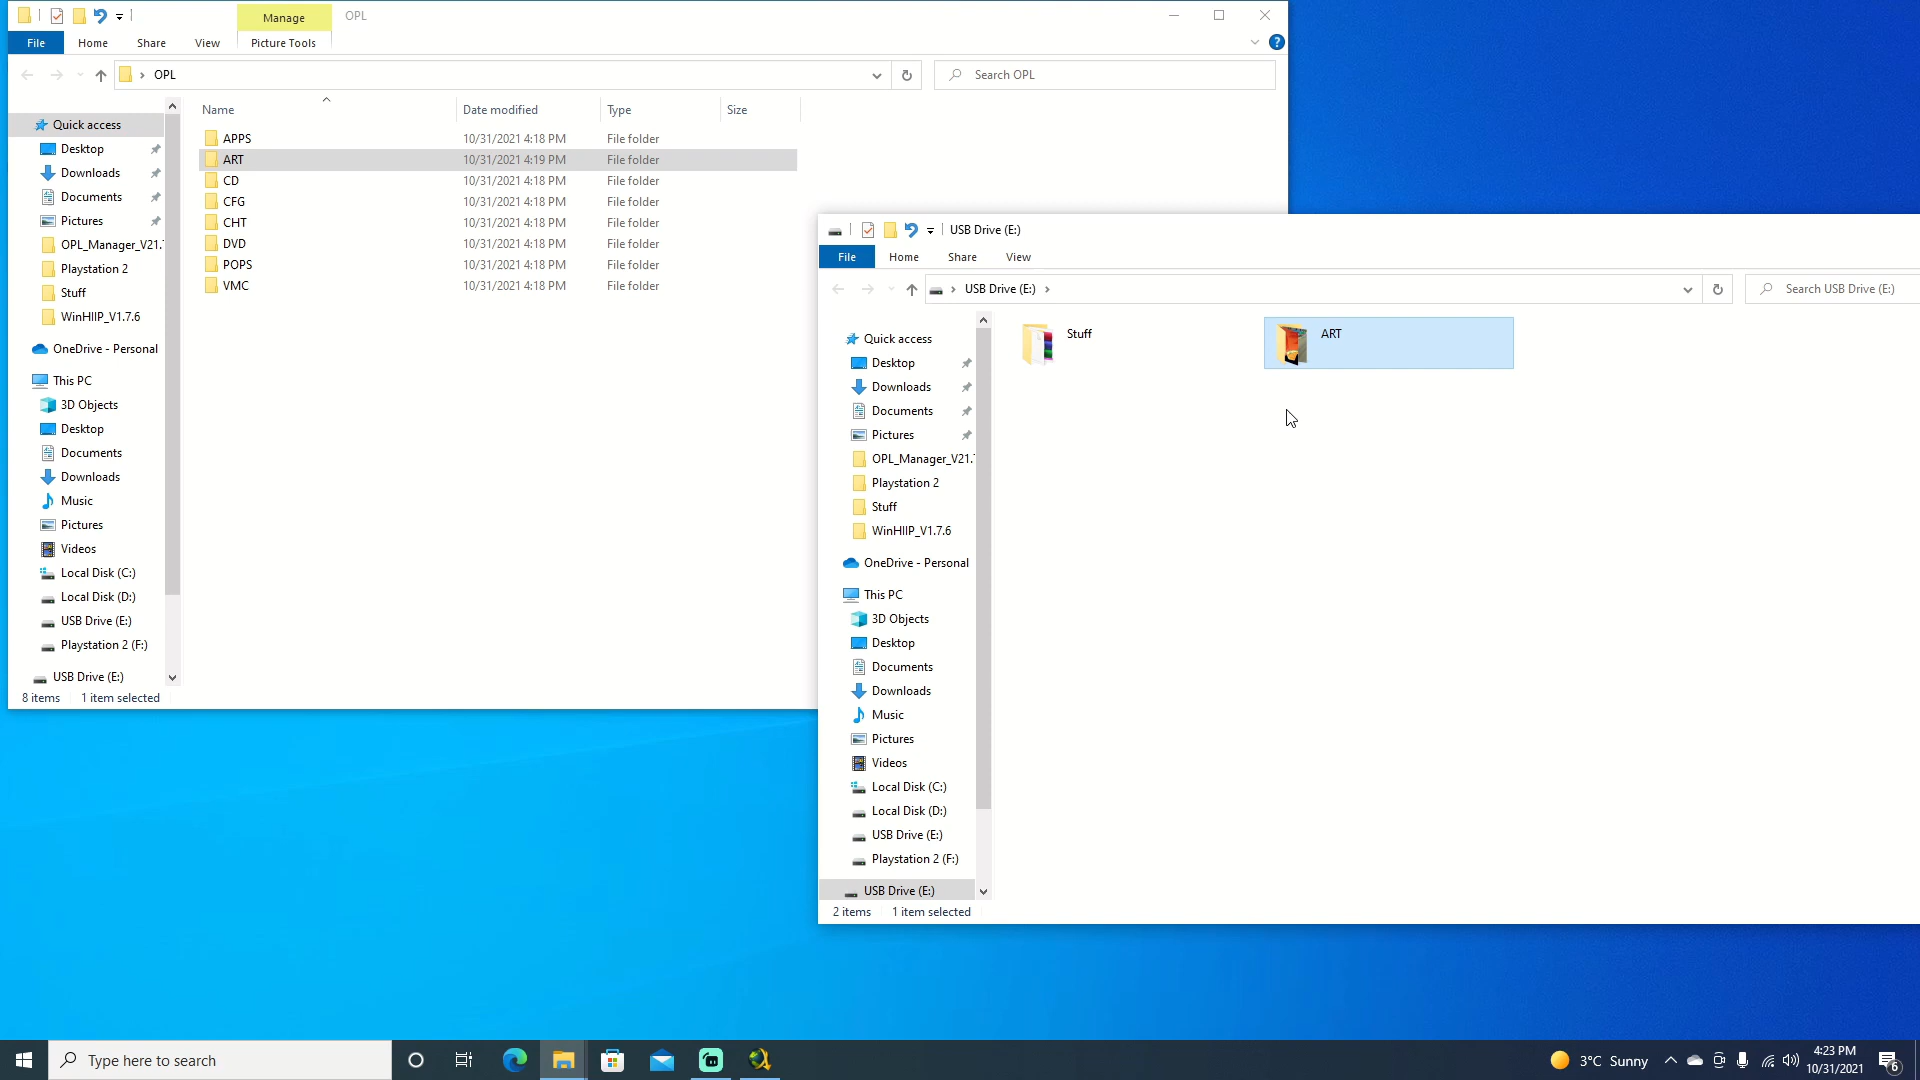 Manage
OPL
File
Home
Share
View
Picture Tools
OPL
Search OPL
Name
Date modified
Type
Size
APPS 10/31/2021 4:18 PM File folder
ART 10/31/2021 4:19 PM File folder
CD 10/31/2021 4:18 PM File folder
CFG 10/31/2021 4:18 PM File folder
CHT 10/31/2021 4:18 PM File folder
DVD 10/31/2021 4:18 PM File folder
POPS 10/31/2021 4:18 PM File folder
VMC 10/31/2021 4:18 PM File folder
Quick access
Desktop
Downloads
Documents
Pictures
OPL_Manager_V21.
Playstation 2
Stuff
WinHIIP_V1.7.6
OneDrive - Personal
This PC
3D Objects
Desktop
Documents
Downloads
Music
Pictures
Videos
Local Disk (C:)
Local Disk (D:)
USB Drive (E:)
Playstation 2 (F:)
USB Drive (E:)
8 items
1 item selected
USB Drive (E:)
File
Home
Share
View
USB Drive (E:)
Search USB Drive (E:)
Stuff
ART
Quick access
Desktop
Downloads
Documents
Pictures
OPL_Manager_V21.
Playstation 2
Stuff
WinHIIP_V1.7.6
OneDrive - Personal
This PC
3D Objects
Desktop
Documents
Downloads
Music
Pictures
Videos
Local Disk (C:)
Local Disk (D:)
USB Drive (E:)
Playstation 2 (F:)
USB Drive (E:)
2 items
1 item selected
Type here to search
3°C Sunny
4:23 PM
10/31/2021
6